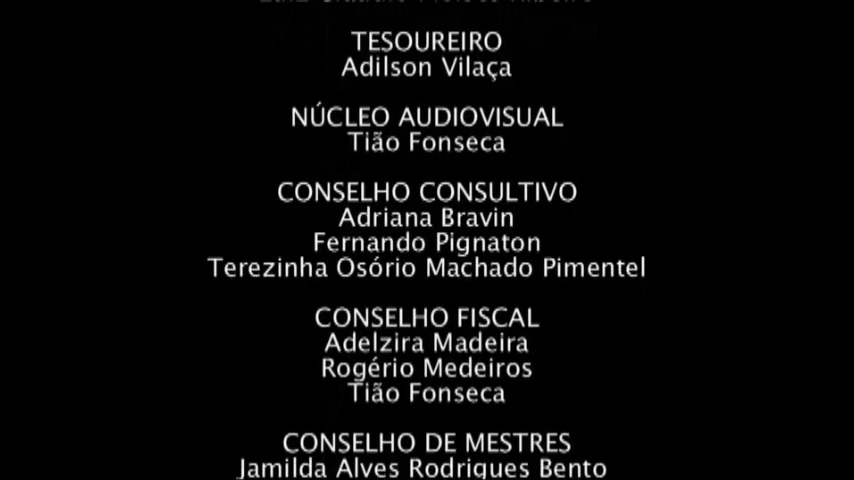 TESOUREIRO
Adilson Vilaça
NÚCLEO AUDIOVISUAL
Tião Fonseca
CONSELHO CONSULTIVO
Adriana Bravin
Fernando Pignaton
Terezinha Osório Machado Pimentel
CONSELHO FISCAL
Adelzira Madeira
Rogério Medeiros
Tião Fonseca
CONSELHO DE MESTRES
Jamilda Alves Rodrigues Bento